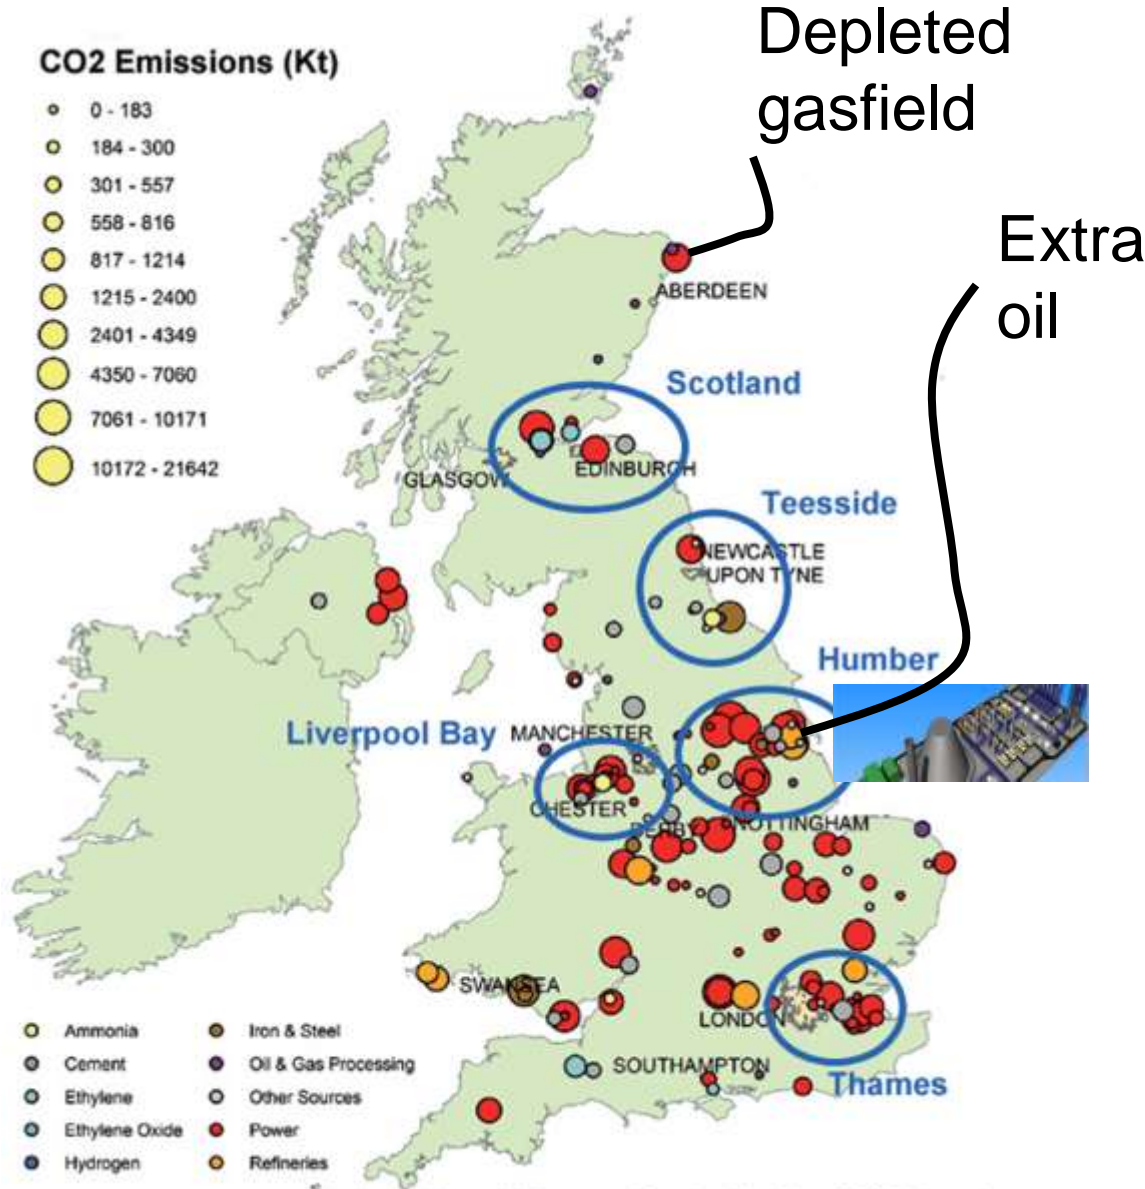 Depleted
gasfield
Extra
oil
CO2 Emissions (Kt)
0 - 183
184 - 300
301 - 557
558 - 816
817 - 1214
1215 - 2400
2401 - 4349
4350 - 7060
7061 - 10171
10172 - 21642
ABERDEEN
Scotland
EDINBURGH
GLASGOW
Teesside
NEWCASTLE
UPON TYNE
Humber
Liverpool Bay
MANCHESTER
CHESTER
DERBY
NOTTINGHAM
SWANSEA
LONDON
SOUTHAMPTON
Thames
Ammonia
Cement
Ethylene
Ethylene Oxide
Hydrogen
Iron & Steel
Oil & Gas Processing
Other Sources
Power
Refineries